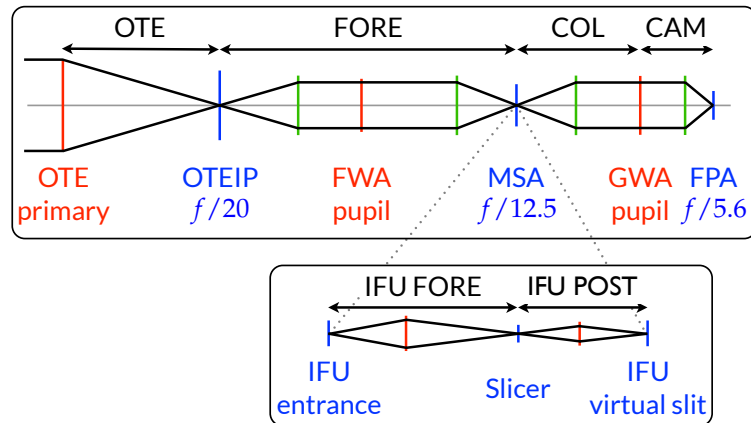 OTE FORE COL CAM
OTE OTEIP FWA MSA GWA FPA
primary f/20 pupil f/12.5 pupil f/5.6
IFU FORE IFU POST
IFU Slicer IFU
entrance virtual slit